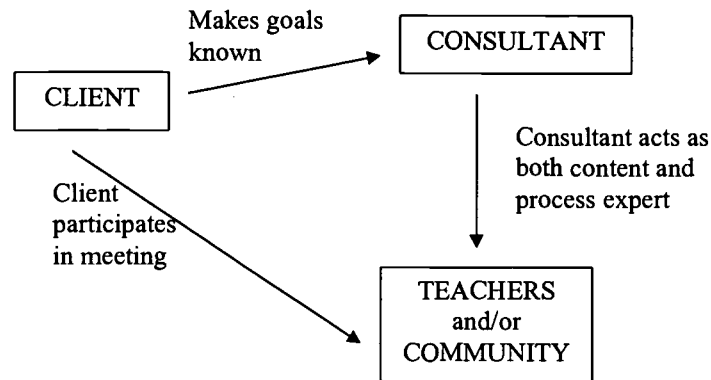 Makes goals
known
CONSULTANT
CLIENT
Consultant acts as
both content and
process expert
Client
participates
in meeting
TEACHERS
and/or
COMMUNITY